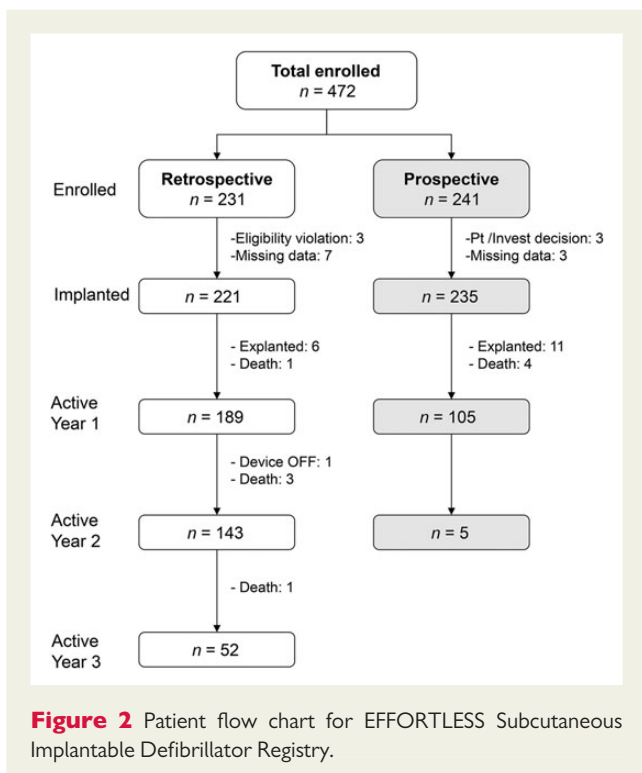 Total enrolled
n = 472
Enrolled
Retrospective
n = 231
Prospective
n = 241
-Eligibility violation: 3
-Missing data: 7
-Pt /Invest decision: 3
-Missing data: 3
Implanted
n = 221
n = 235
- Explanted: 6
- Death: 1
- Explanted: 11
- Death: 4
Active
Year 1
n = 189
n = 105
- Device OFF: 1
- Death: 3
Active
Year 2
n = 143
n = 5
- Death: 1
Active
Year 3
n = 52
Figure 2 Patient flow chart for EFFORTLESS Subcutaneous
Implantable Defibrillator Registry.